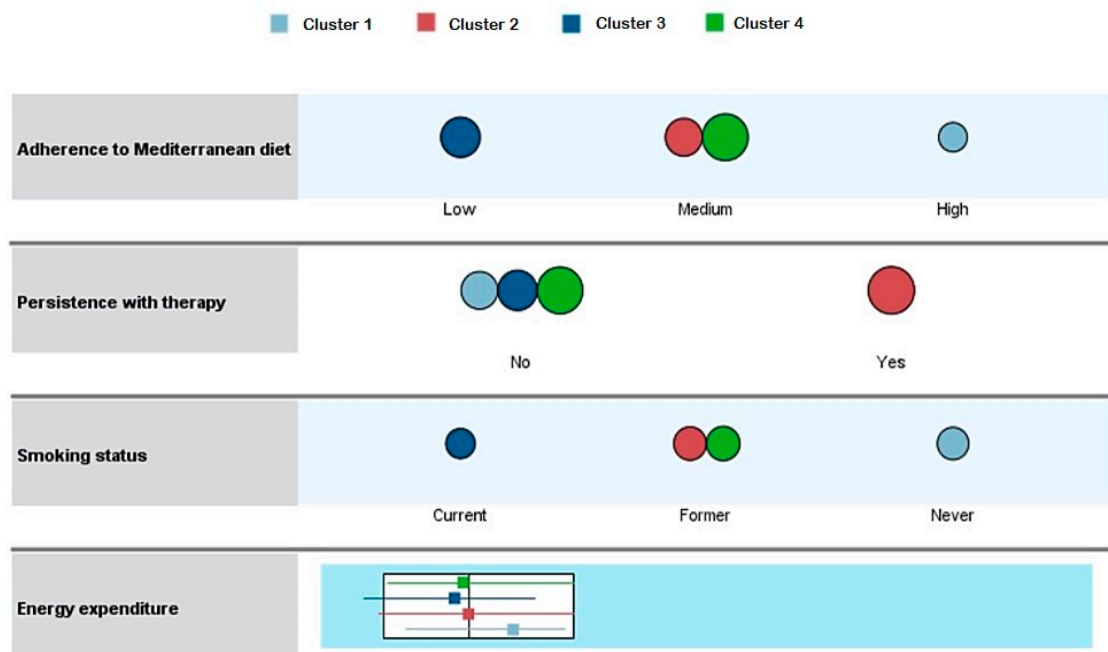 Cluster 1 Cluster 2 Cluster 3 Cluster 4
Adherence to Mediterranean diet
Low Medium High
Persistence with therapy
No Yes
Smoking status
Current Former Never
Energy expenditure